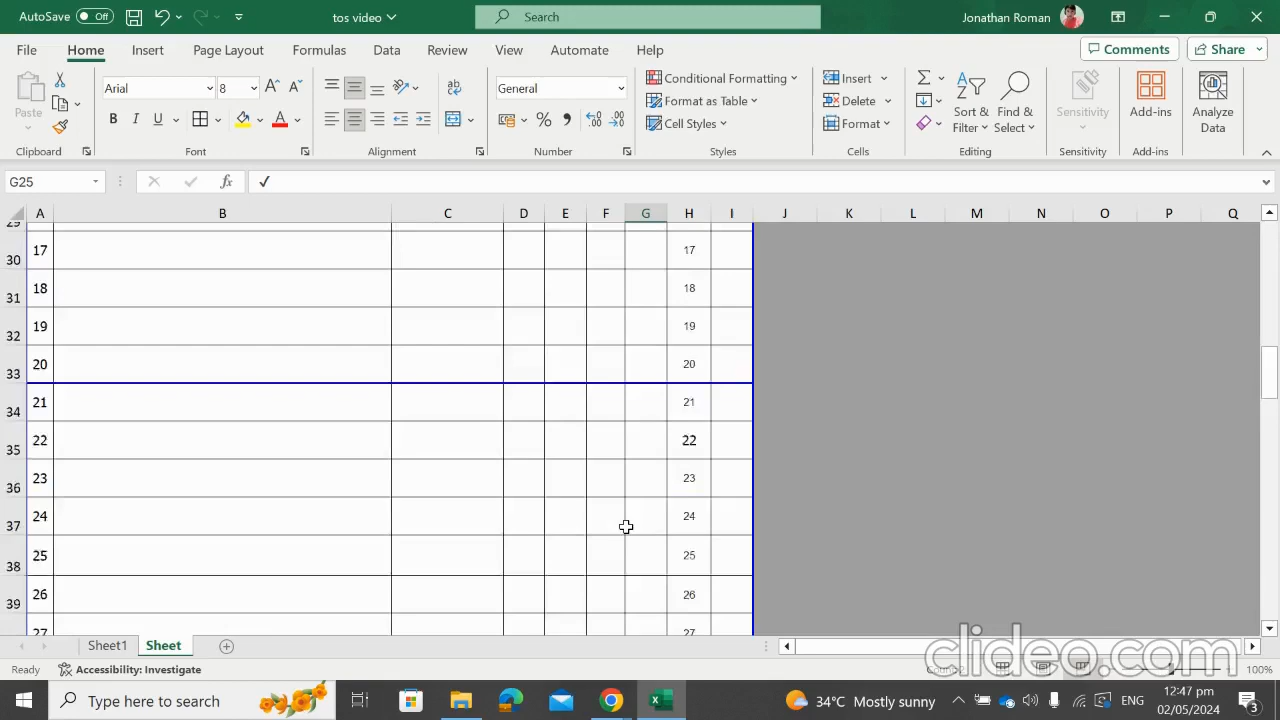 AutoSave Off tos video Search Jonathan Roman
File Home Insert Page Layout Formulas Data Review View Automate Help Comments Share
Paste Arial 8 General Conditional Formatting Insert Sort & Filter Find & Select Sensitivity Add-ins Analyze Data
B I U Format as Table Delete
Cell Styles Format
Clipboard Font Alignment Number Styles Cells Editing Sensitivity Add-ins
G25 fx ✓
A B C D E F G H I J K L M N O P Q
29
30 17 17
31 18 18
32 19 19
33 20 20
34 21 21
35 22 22
36 23 23
37 24 24
38 25 25
39 26 26
27 27
Sheet1 Sheet
clideo.com
Ready Accessibility: Investigate 100%
Type here to search 34°C Mostly sunny ENG 12:47 pm
02/05/2024 3